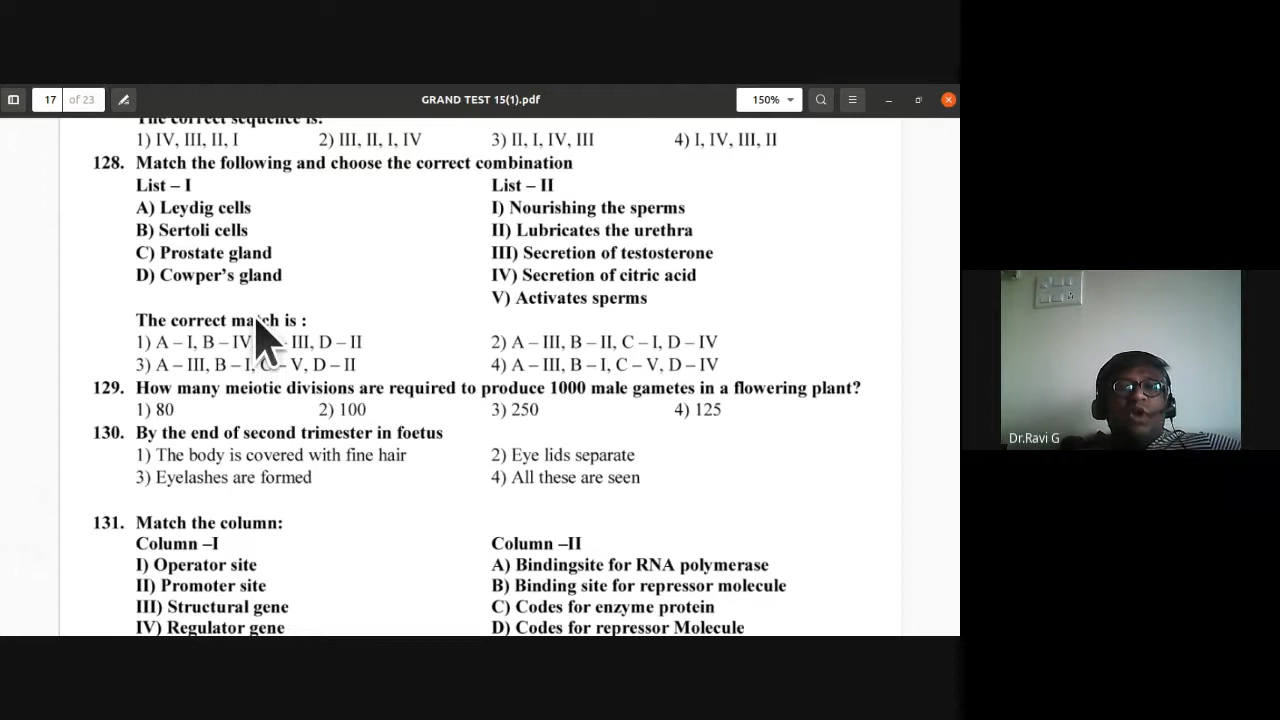 17 of 23
GRAND TEST 15(1).pdf
150%
The correct sequence is:
1) IV, III, II, I 2) III, II, I, IV 3) II, I, IV, III 4) I, IV, III, II
128. Match the following and choose the correct combination
List – I List – II
A) Leydig cells I) Nourishing the sperms
B) Sertoli cells II) Lubricates the urethra
C) Prostate gland III) Secretion of testosterone
D) Cowper’s gland IV) Secretion of citric acid
V) Activates sperms
The correct match is :
1) A – I, B – IV III, D – II 2) A – III, B – II, C – I, D – IV
3) A – III, B – I, C – V, D – II 4) A – III, B – I, C – V, D – IV
129. How many meiotic divisions are required to produce 1000 male gametes in a flowering plant?
1) 80 2) 100 3) 250 4) 125
130. By the end of second trimester in foetus
1) The body is covered with fine hair 2) Eye lids separate
3) Eyelashes are formed 4) All these are seen
131. Match the column:
Column –I Column –II
I) Operator site A) Bindingsite for RNA polymerase
II) Promoter site B) Binding site for repressor molecule
III) Structural gene C) Codes for enzyme protein
IV) Regulator gene D) Codes for repressor Molecule
Dr.Ravi G